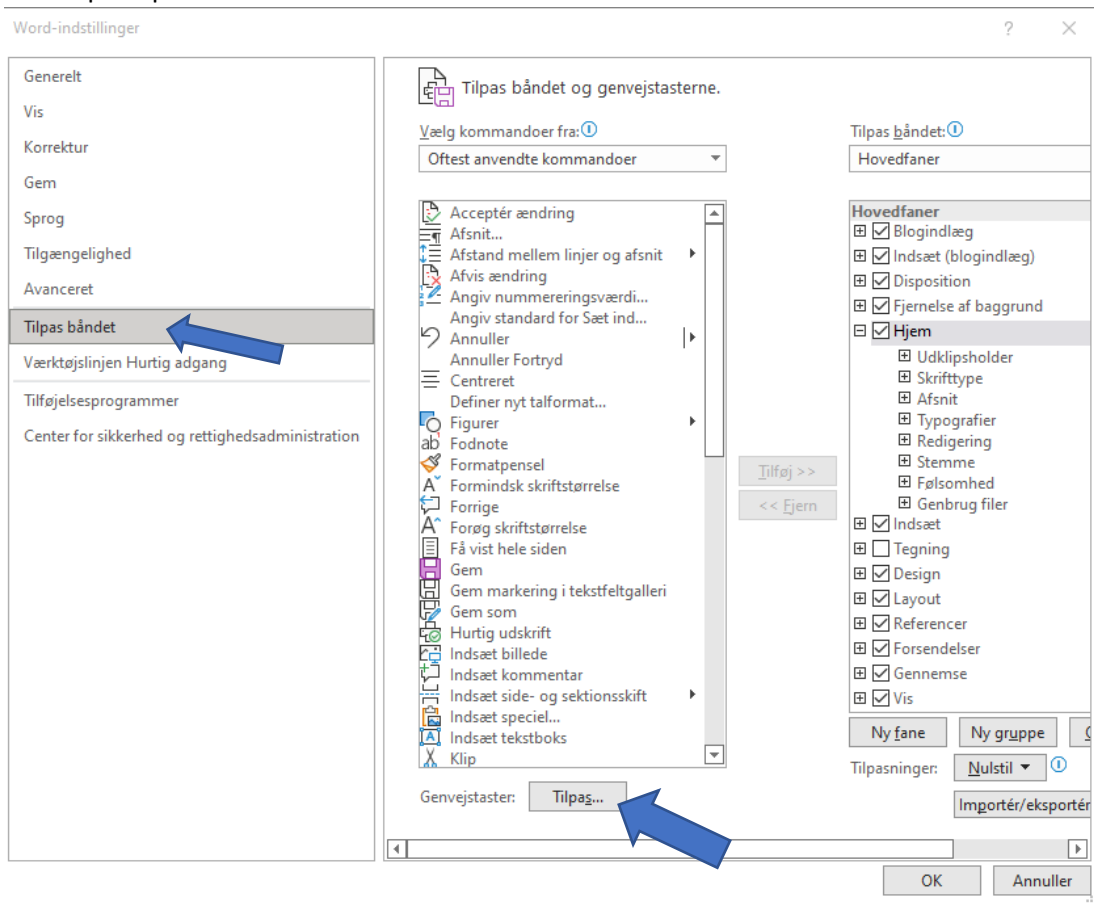 Word-indstillinger
?
Generelt
Vis
Korrektur
Gem
Sprog
Tilgængelighed
Avanceret
Tilpas båndet
Værktøjslinjen Hurtig adgang
Tilføjelsesprogrammer
Center for sikkerhed og rettighedsadministration
Tilpas båndet og genvejstasterne.
Vælg kommandoer fra:
Oftest anvendte kommandoer
Acceptér ændring
Afsnit...
Afstand mellem linjer og afsnit
Afvis ændring
Angiv nummereringsværdi...
Angiv standard for Sæt ind...
Annuller
Annuller Fortryd
Centreret
Definer nyt talformat...
Figurer
Fodnote
Formatpensel
Formindsk skriftstørrelse
Forrige
Forøg skriftstørrelse
Få vist hele siden
Gem
Gem markering i tekstfeltgalleri
Gem som
Hurtig udskrift
Indsæt billede
Indsæt kommentar
Indsæt side- og sektionsskift
Indsæt speciel...
Indsæt tekstboks
Klip
Genvejstaster: Tilpas...
Tilføj >>
<< Fjern
Tilpas båndet:
Hovedfaner
Hovedfaner
Blogindlæg
Indsæt (blogindlæg)
Disposition
Fjernelse af baggrund
Hjem
Udklipsholder
Skrifttype
Afsnit
Typografier
Redigering
Stemme
Følsomhed
Genbrug filer
Indsæt
Tegning
Design
Layout
Referencer
Forsendelser
Gennemse
Vis
Ny fane Ny gruppe
Tilpasninger: Nulstil
Importér/eksportér
OK Annuller